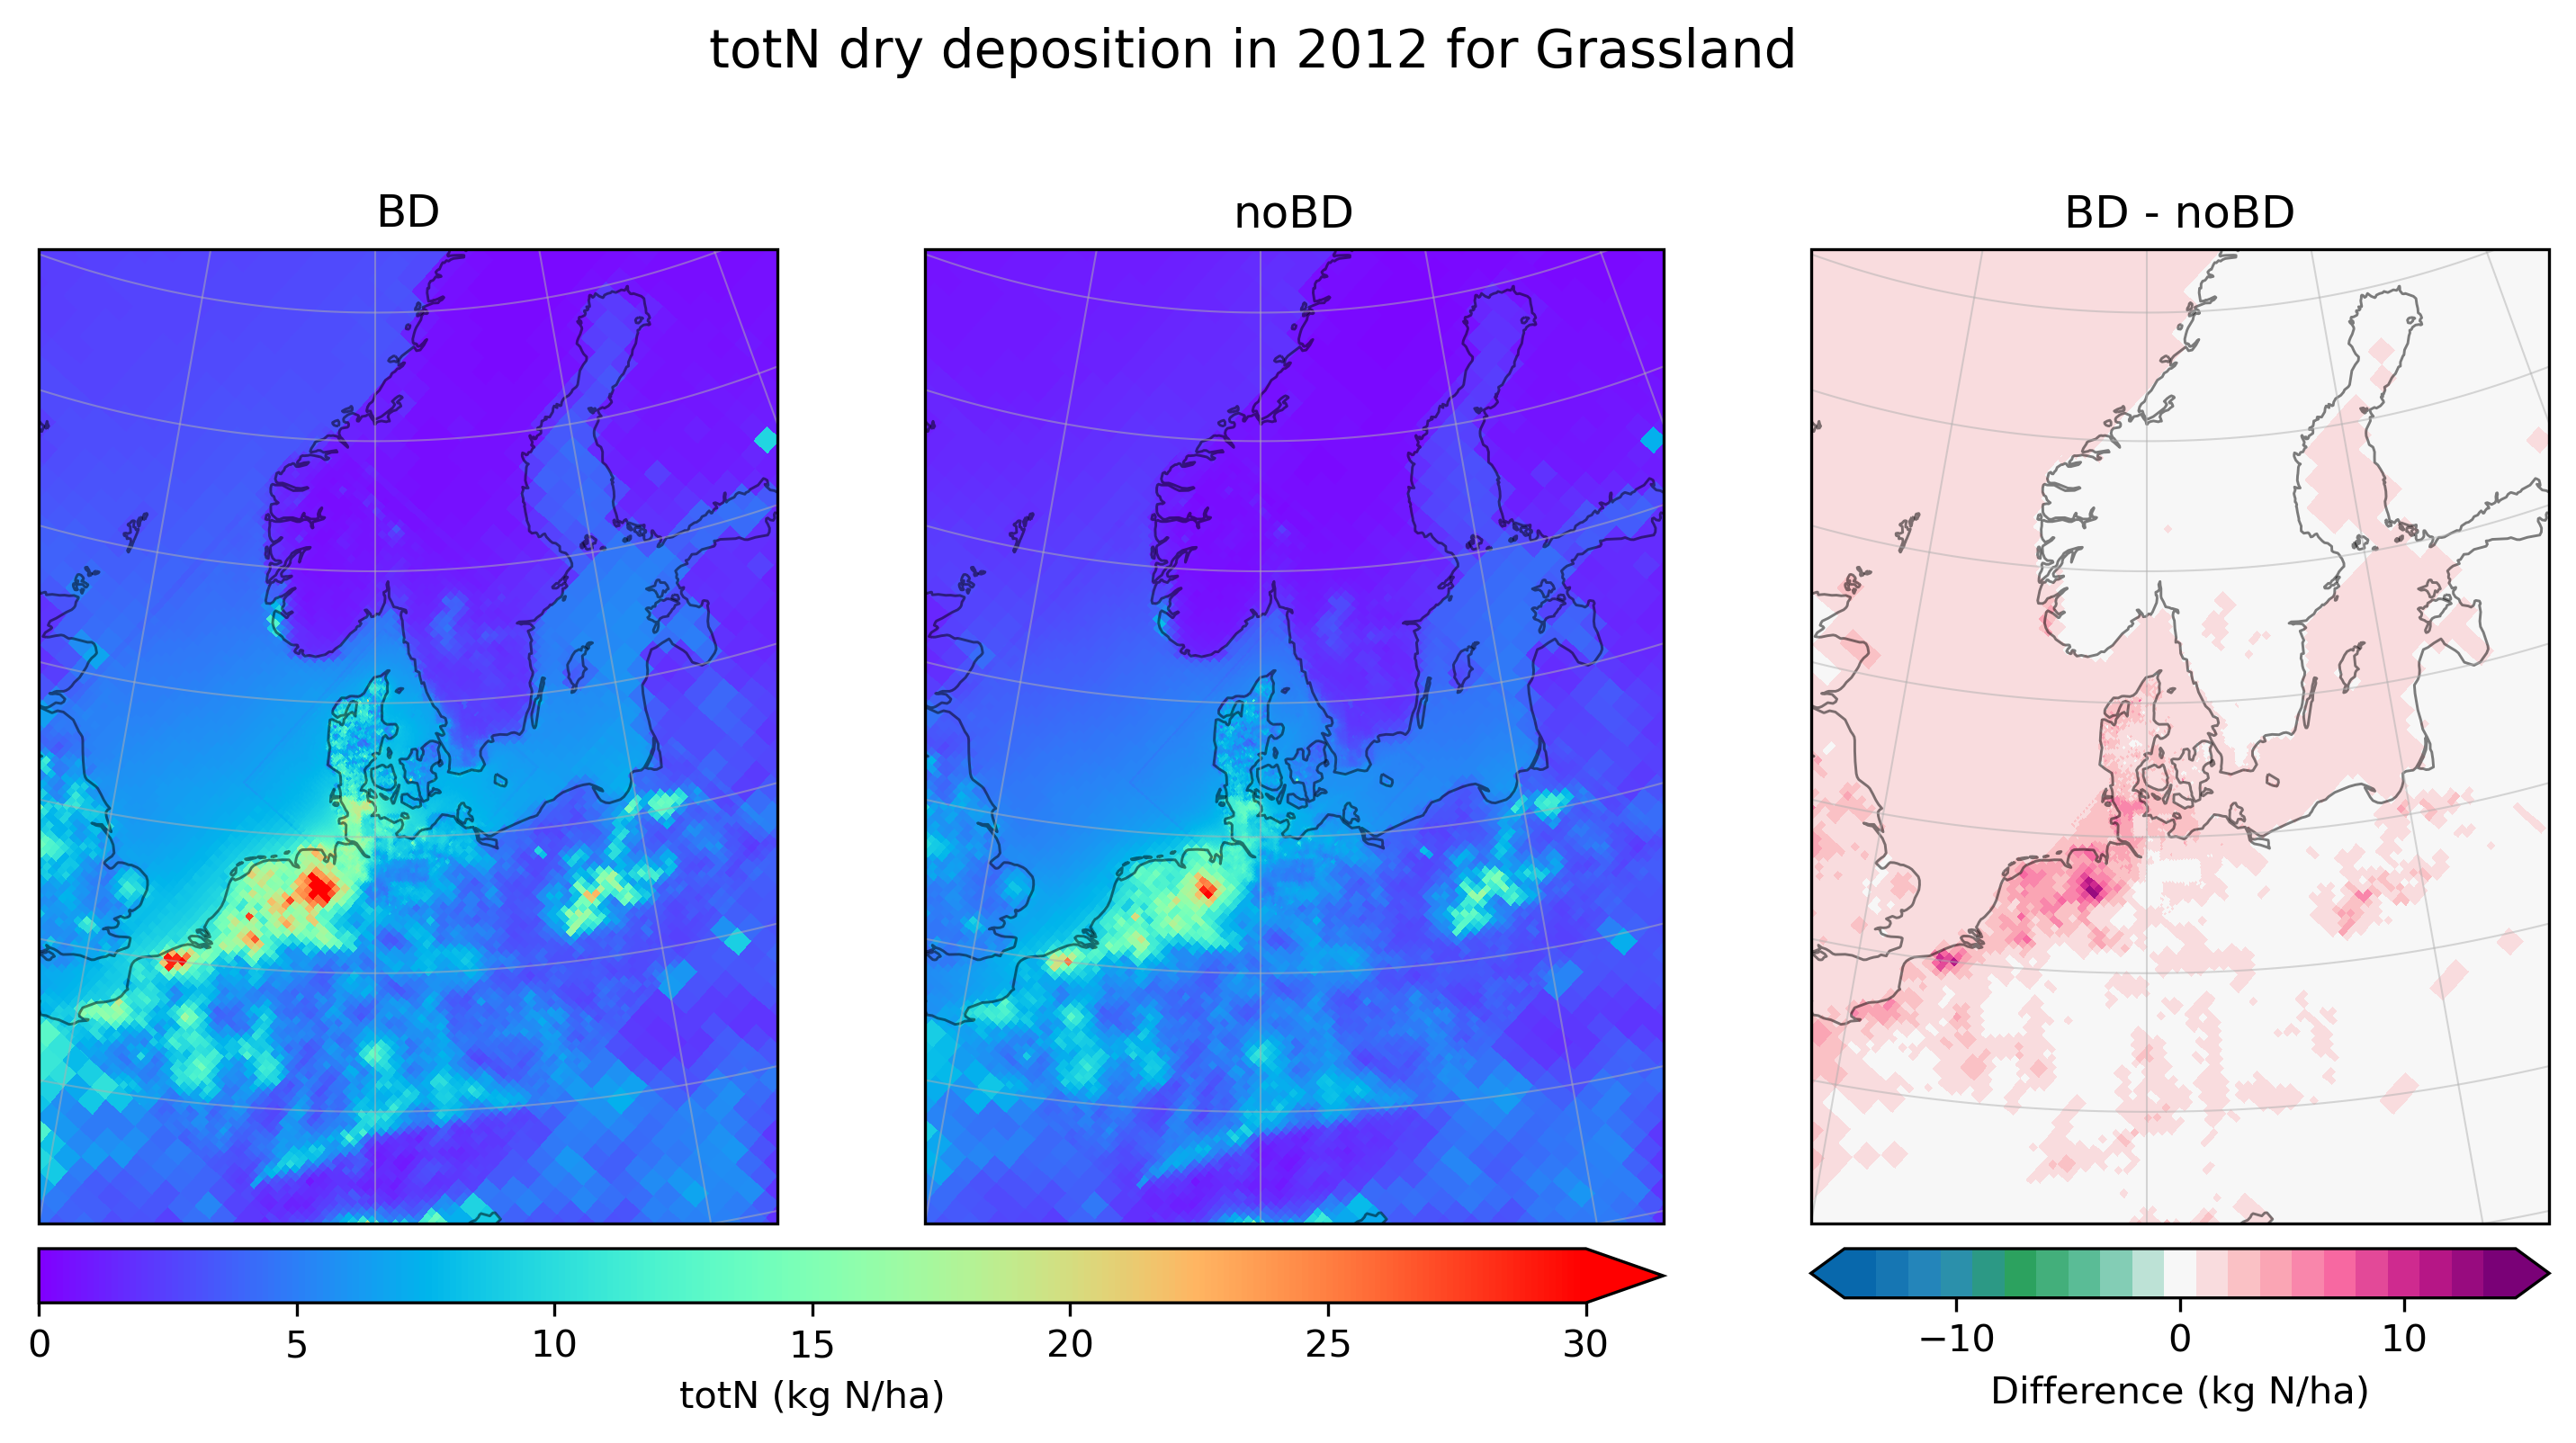 totN dry deposition in 2012 for Grassland
BD
noBD
BD - noBD
0 5 10 15 20 25 30
totN (kg N/ha)
−10 0 10
Difference (kg N/ha)